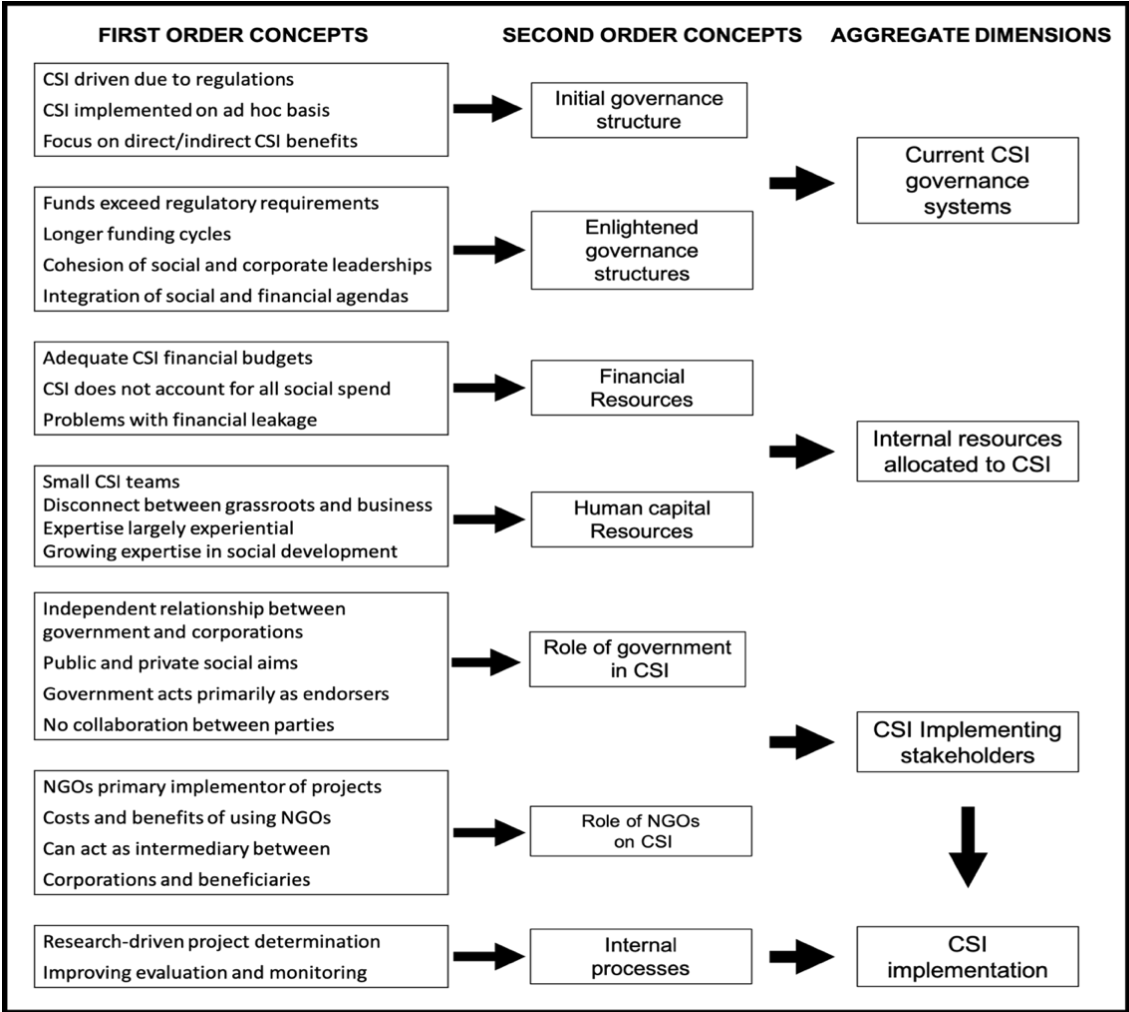 FIRST ORDER CONCEPTS
SECOND ORDER CONCEPTS
AGGREGATE DIMENSIONS
CSI driven due to regulations
CSI implemented on ad hoc basis
Focus on direct/indirect CSI benefits
Initial governance
structure
Current CSI
governance
systems
Funds exceed regulatory requirements
Longer funding cycles
Cohesion of social and corporate leaderships
Integration of social and financial agendas
Enlightened
governance
structures
Adequate CSI financial budgets
CSI does not account for all social spend
Problems with financial leakage
Financial
Resources
Internal resources
allocated to CSI
Small CSI teams
Disconnect between grassroots and business
Expertise largely experiential
Growing expertise in social development
Human capital
Resources
Independent relationship between
government and corporations
Public and private social aims
Government acts primarily as endorsers
No collaboration between parties
Role of government
in CSI
CSI Implementing
stakeholders
NGOs primary implementor of projects
Costs and benefits of using NGOs
Can act as intermediary between
Corporations and beneficiaries
Role of NGOs
on CSI
Research-driven project determination
Improving evaluation and monitoring
Internal
processes
CSI
implementation